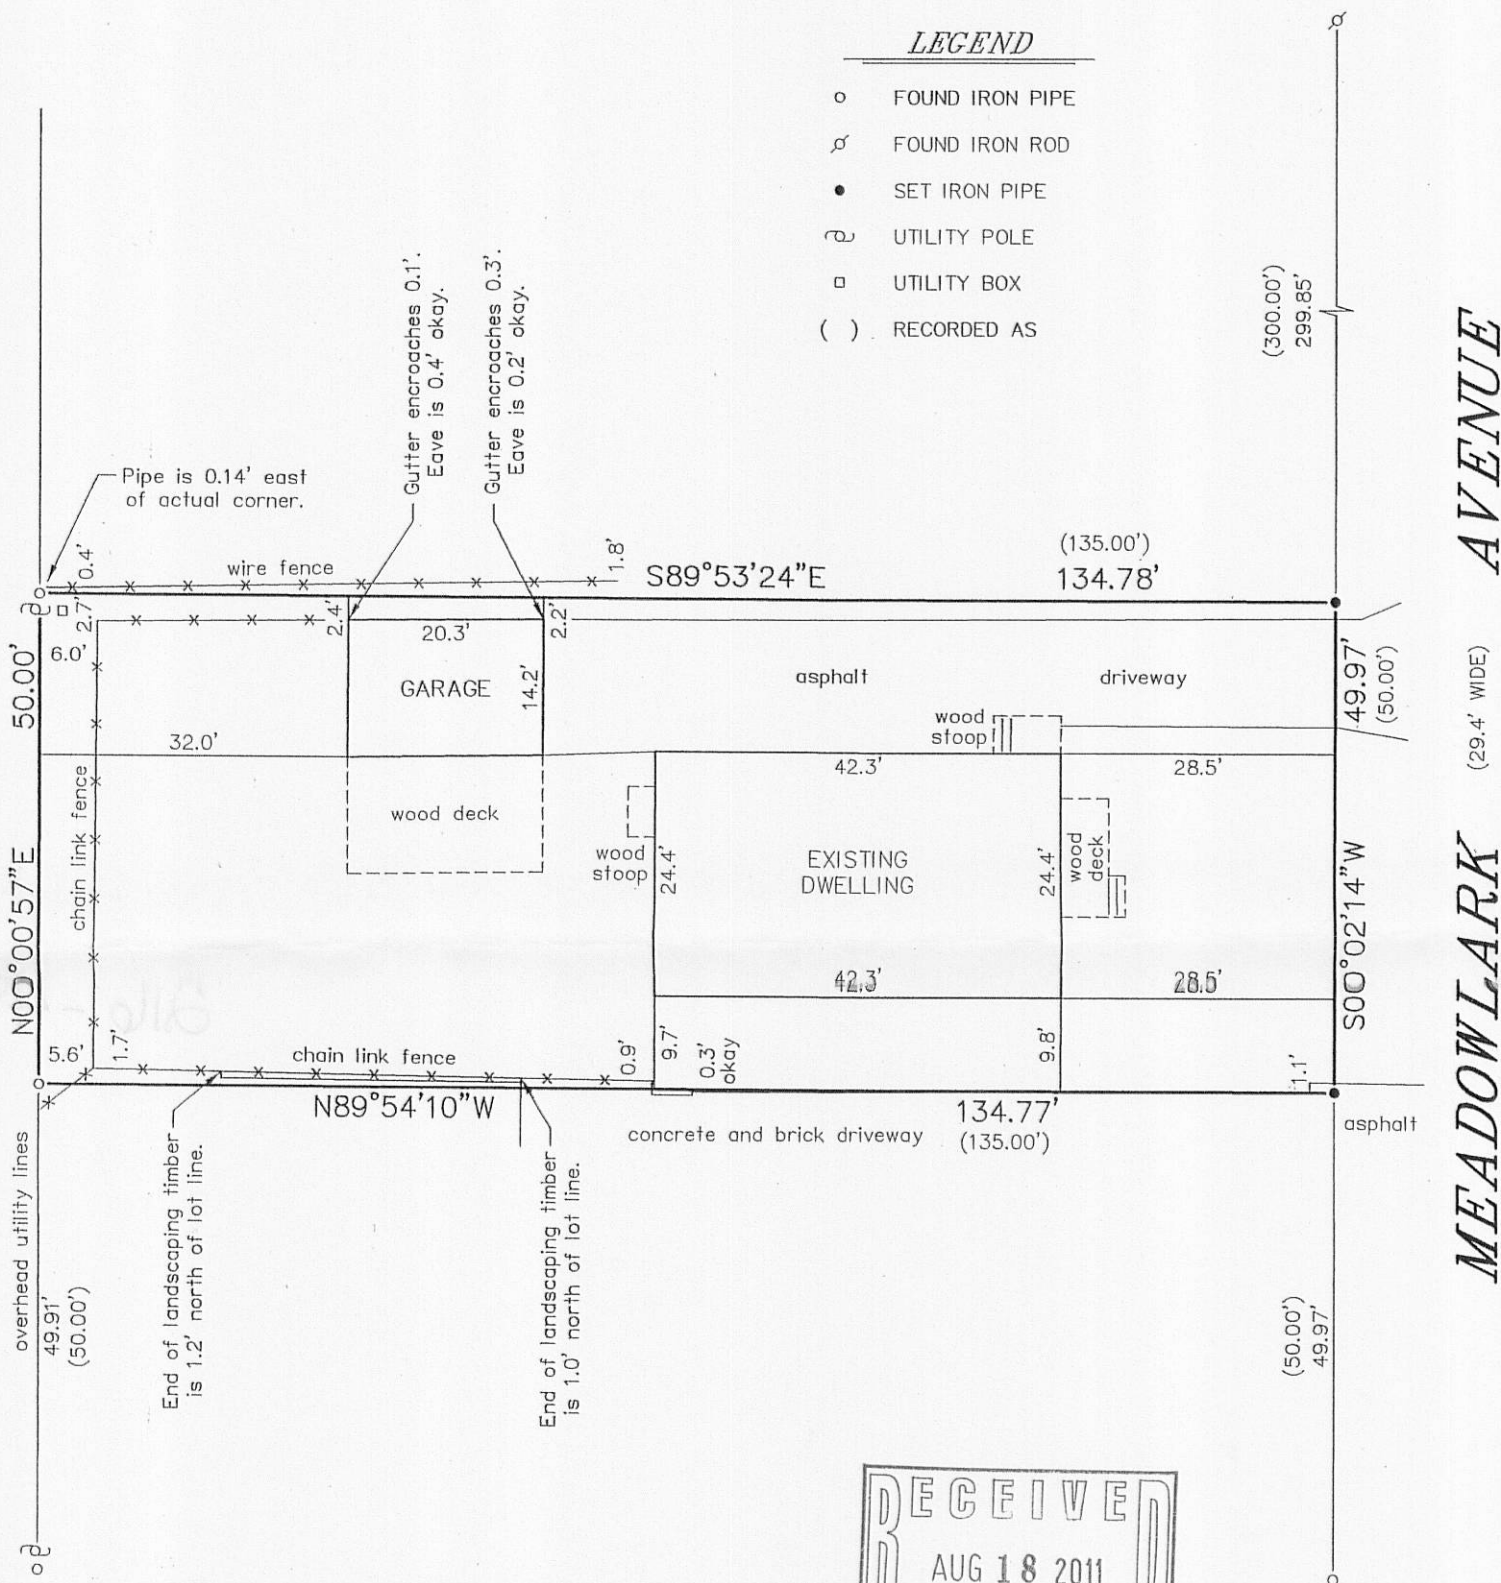 LEGEND
FOUND IRON PIPE
FOUND IRON ROD
SET IRON PIPE
UTILITY POLE
UTILITY BOX
( ) RECORDED AS
(300.00')
299.85'
Gutter encroaches 0.1'.
Eave is 0.4' okay.
Gutter encroaches 0.3'.
Eave is 0.2' okay.
Pipe is 0.14' east
of actual corner.
0.4'
wire fence
1.8'
S89°53'24"E
(135.00')
134.78'
2.7'
2.4'
20.3'
2.2'
6.0'
GARAGE
14.2'
asphalt
driveway
50.00'
N00°00'57"E
49.97'
(50.00')
S00°02'14"W
(29.4' WIDE)
MEADOWLARK AVENUE
32.0'
wood
stoop
42.3'
28.5'
chain link fence
wood deck
wood
stoop
24.4'
EXISTING
DWELLING
24.4'
wood
deck
42.3'
28.5'
5.6'
1.7'
chain link fence
0.9'
9.7'
0.3'
okay
9.8'
1.1'
N89°54'10"W
134.77'
(135.00')
concrete and brick driveway
asphalt
overhead utility lines
49.91'
(50.00')
End of landscaping timber
is 1.2' north of lot line.
End of landscaping timber
is 1.0' north of lot line.
(50.00')
49.97'
RECEIVED
AUG 18 2011